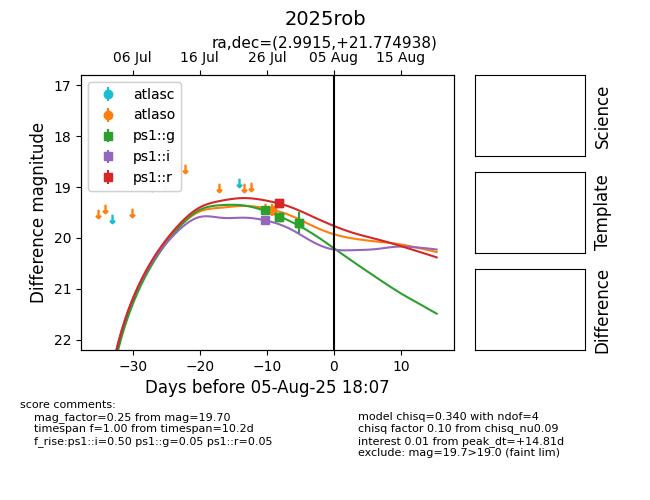 2025rob
ra,dec=(2.9915,+21.774938)
06 Jul 16 Jul 26 Jul 05 Aug 15 Aug
17
18
19
20
21
22
Difference magnitude
atlasc
atlaso
ps1::g
ps1::i
ps1::r
−30 −20 −10 0 10
Days before 05-Aug-25 18:07
Science
Template
Difference
score comments:
mag_factor=0.25 from mag=19.70
timespan f=1.00 from timespan=10.2d
f_rise:ps1::i=0.50 ps1::g=0.05 ps1::r=0.05
model chisq=0.340 with ndof=4
chisq factor 0.10 from chisq_nu0.09
interest 0.01 from peak_dt=+14.81d
exclude: mag=19.7>19.0 (faint lim)